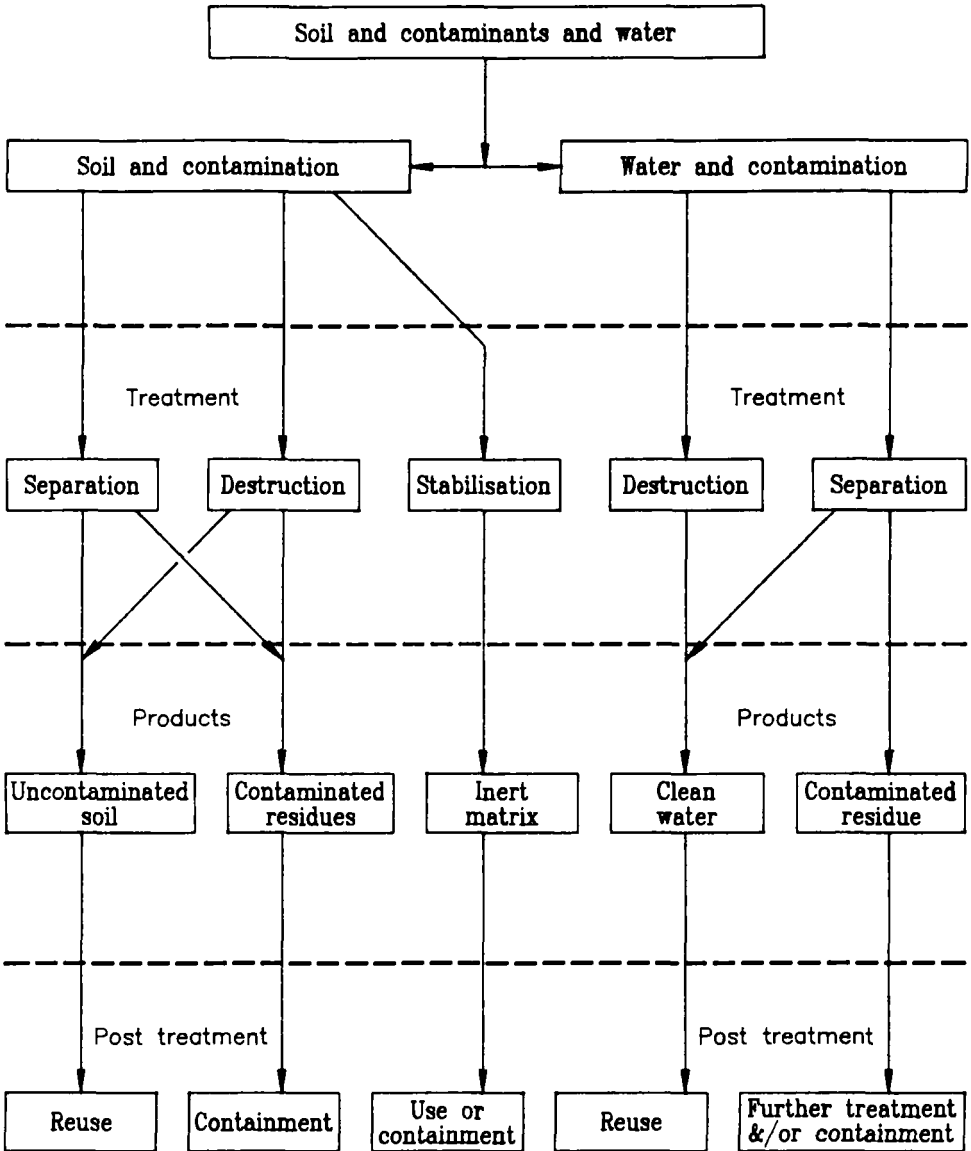 Soil and contaminants and water
Soil and contamination
Water and contamination
Treatment
Treatment
Separation
Destruction
Stabilisation
Destruction
Separation
Products
Products
Uncontaminated
soil
Contaminated
residues
Inert
matrix
Clean
water
Contaminated
residue
Post treatment
Post treatment
Reuse
Containment
Use or
containment
Reuse
Further treatment
&/or containment